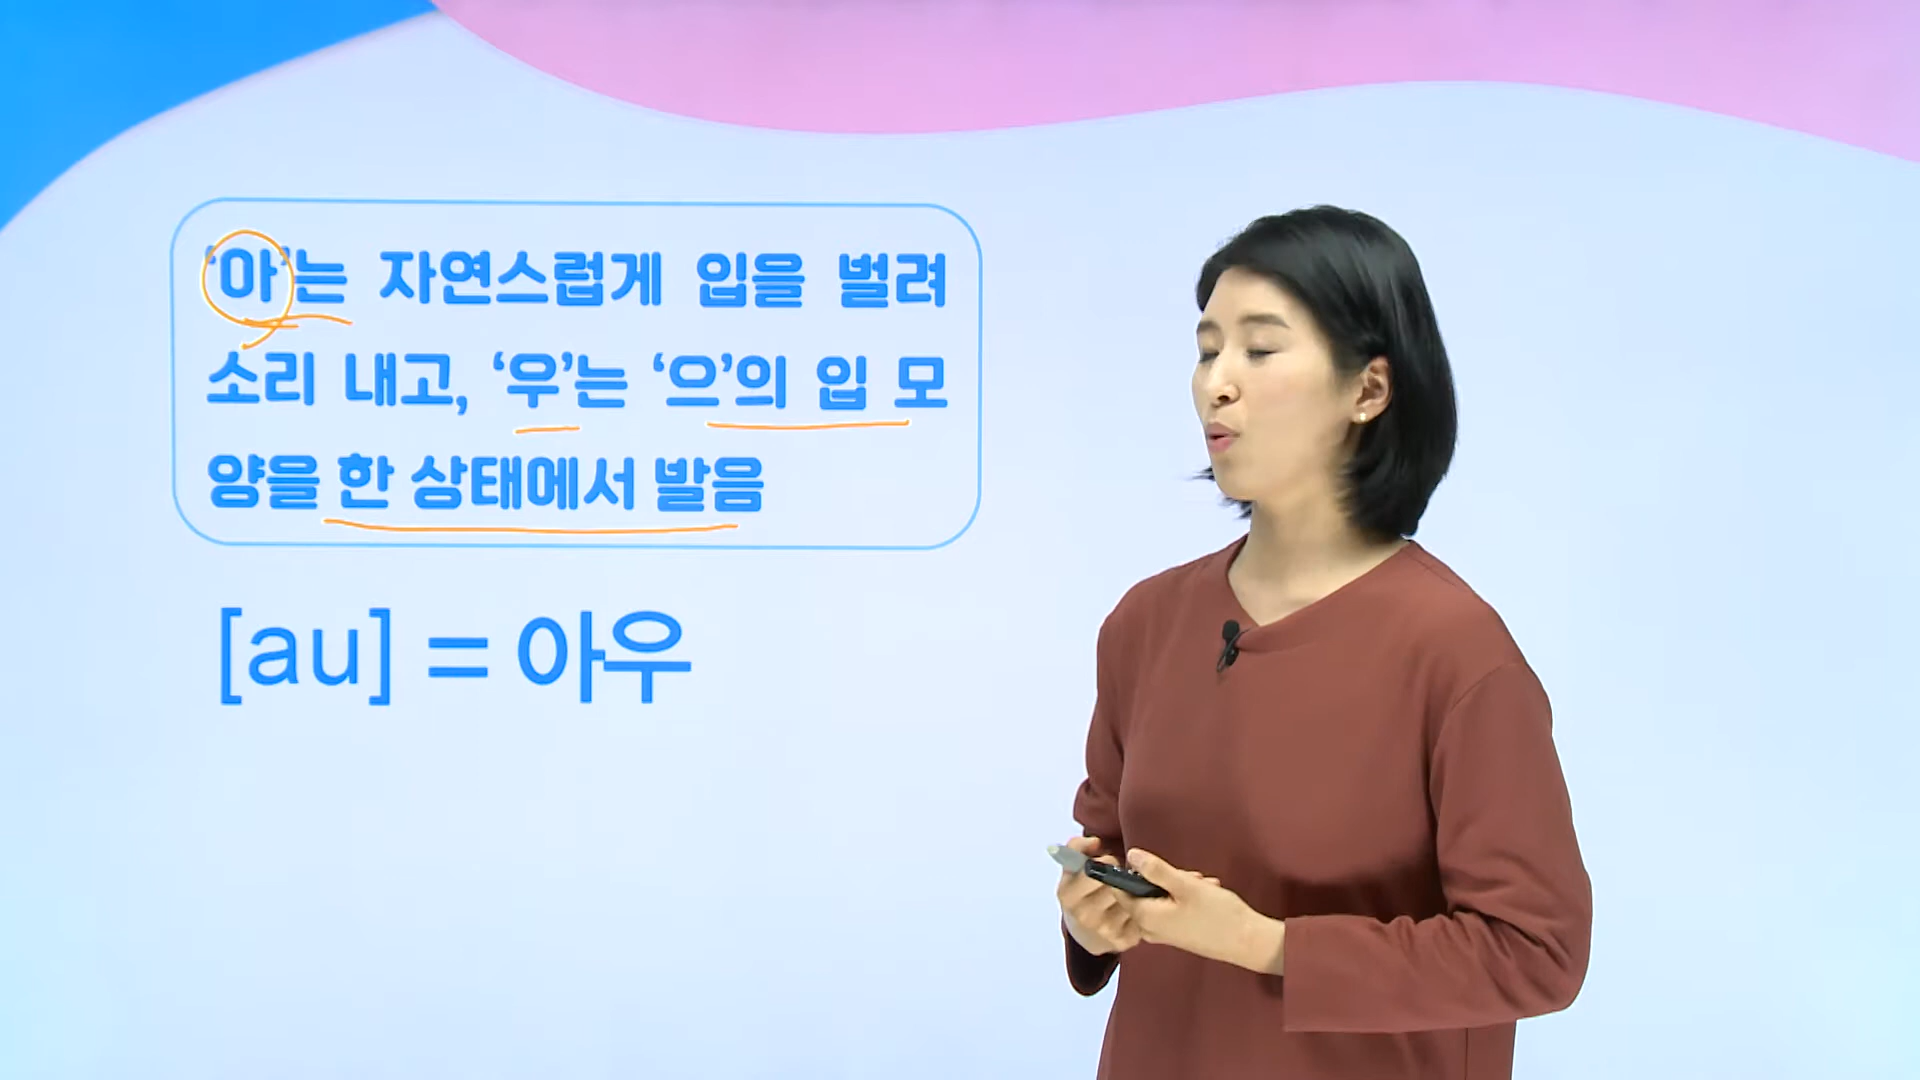 ‘아’는 자연스럽게 입을 벌려
소리 내고, ‘우’는 ‘으’의 입 모
양을 한 상태에서 발음
[au] = 아우